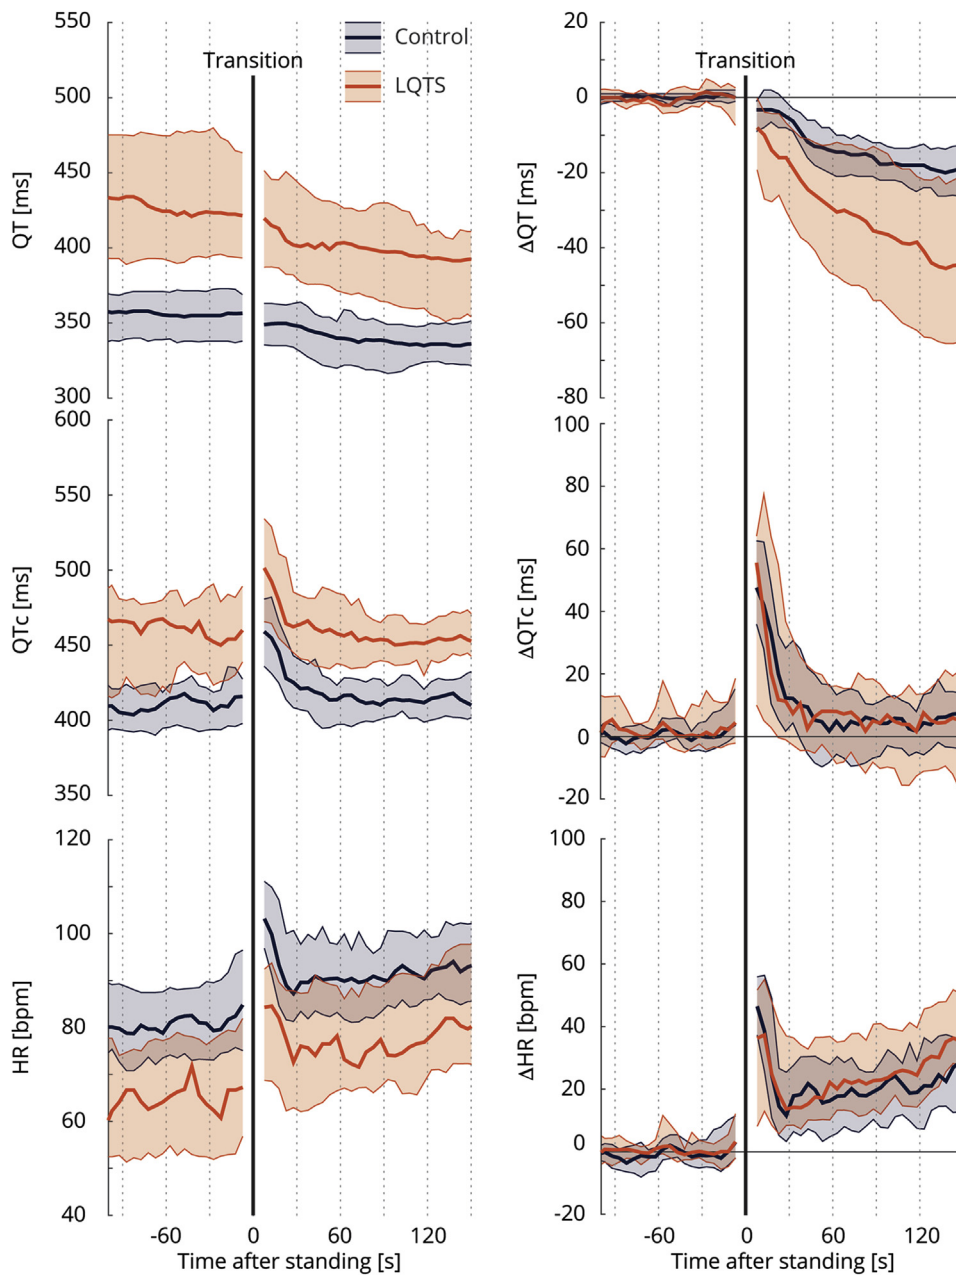 Control
LQTS
Transition
550
500
450
400
350
300
QT [ms]
Transition
20
0
-20
-40
-60
-80
ΔQT [ms]
600
550
500
450
400
350
QTc [ms]
100
80
60
40
20
0
-20
ΔQTc [ms]
120
100
80
60
40
HR [bpm]
-60 0 60 120
Time after standing [s]
100
80
60
40
20
0
-20
ΔHR [bpm]
-60 0 60 120
Time after standing [s]